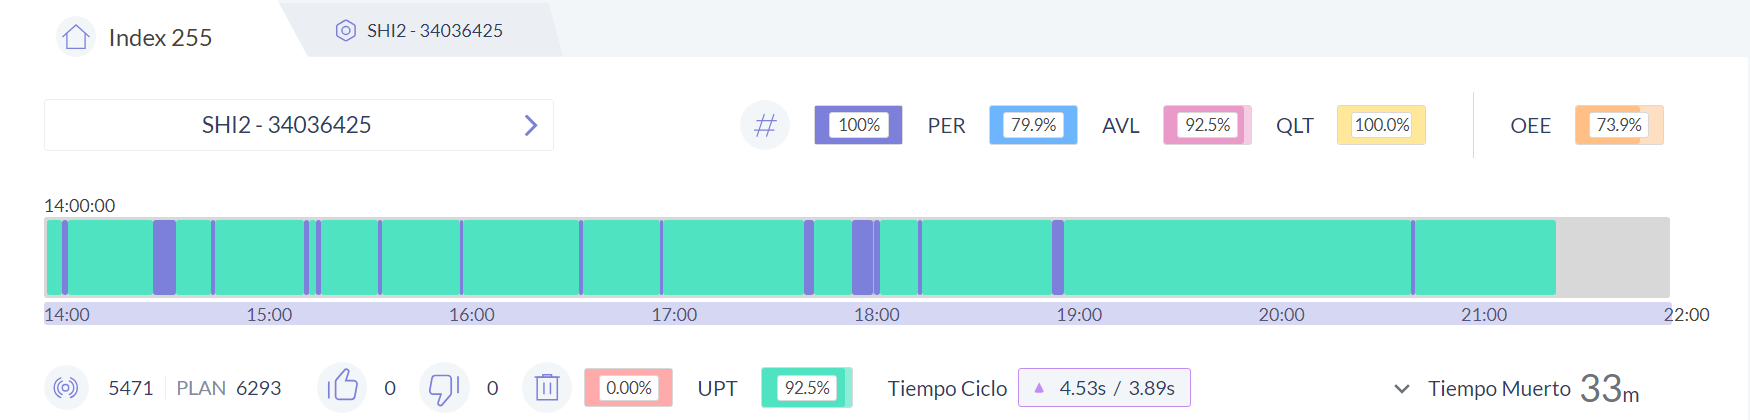 Index 255
SHI2 - 34036425
SHI2 - 34036425
# 100% PER 79.9% AVL 92.5% QLT 100.0% OEE 73.9%
14:00:00
14:00 15:00 16:00 17:00 18:00 19:00 20:00 21:00 22:00
5471 PLAN 6293 0 0 0.00% UPT 92.5% Tiempo Ciclo 4.53s / 3.89s Tiempo Muerto 33m